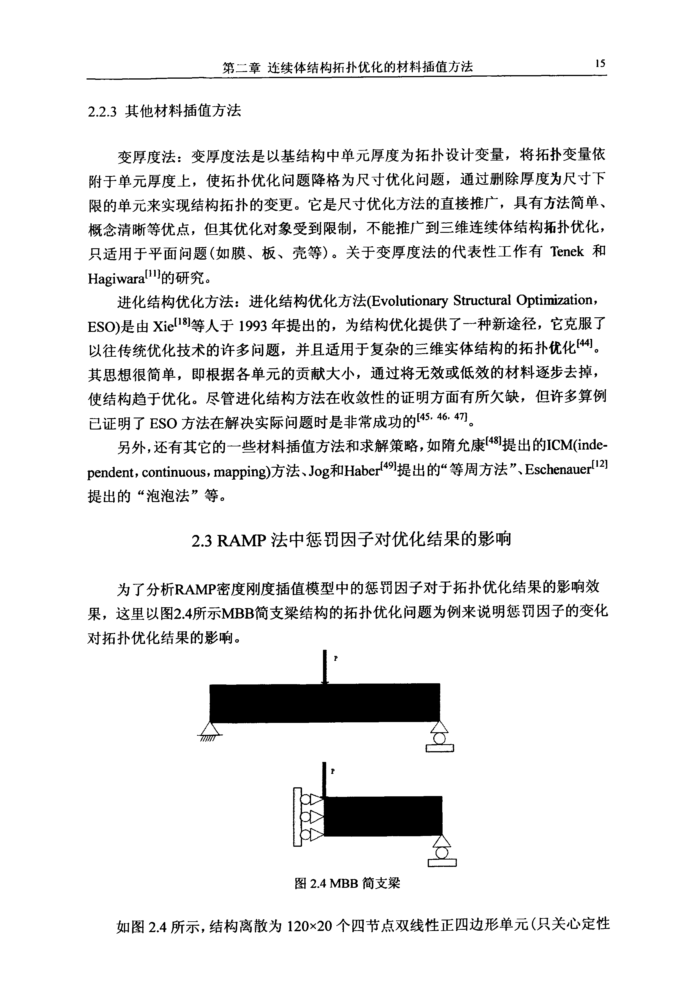 第二章 连续体结构拓扑优化的材料插值方法 15
2.2.3 其他材料插值方法
变厚度法：变厚度法是以基结构中单元厚度为拓扑设计变量，将拓扑变量依
附于单元厚度上，使拓扑优化问题降格为尺寸优化问题，通过删除厚度为尺寸下
限的单元来实现结构拓扑的变更。它是尺寸优化方法的直接推广，具有方法简单、
概念清晰等优点，但其优化对象受到限制，不能推广到三维连续体结构拓扑优化，
只适用于平面问题(如膜、板、壳等)。关于变厚度法的代表性工作有 Tenek 和
Hagiwara[11]的研究。
进化结构优化方法：进化结构优化方法(Evolutionary Structural Optimization，
ESO)是由 Xie[18]等人于 1993 年提出的，为结构优化提供了一种新途径，它克服了
以往传统优化技术的许多问题，并且适用于复杂的三维实体结构的拓扑优化[44]。
其思想很简单，即根据各单元的贡献大小，通过将无效或低效的材料逐步去掉，
使结构趋于优化。尽管进化结构方法在收敛性的证明方面有所欠缺，但许多算例
已证明了 ESO 方法在解决实际问题时是非常成功的[45, 46, 47]。
另外，还有其它的一些材料插值方法和求解策略，如隋允康[48]提出的ICM(inde-
pendent，continuous，mapping)方法、Jog和Haber[49]提出的“等周方法”、Eschenauer[12]
提出的“泡泡法”等。
2.3 RAMP 法中惩罚因子对优化结果的影响
为了分析RAMP密度刚度插值模型中的惩罚因子对于拓扑优化结果的影响效
果，这里以图2.4所示MBB简支梁结构的拓扑优化问题为例来说明惩罚因子的变化
对拓扑优化结果的影响。
P
P
图 2.4 MBB 简支梁
如图 2.4 所示，结构离散为 120×20 个四节点双线性正四边形单元(只关心定性